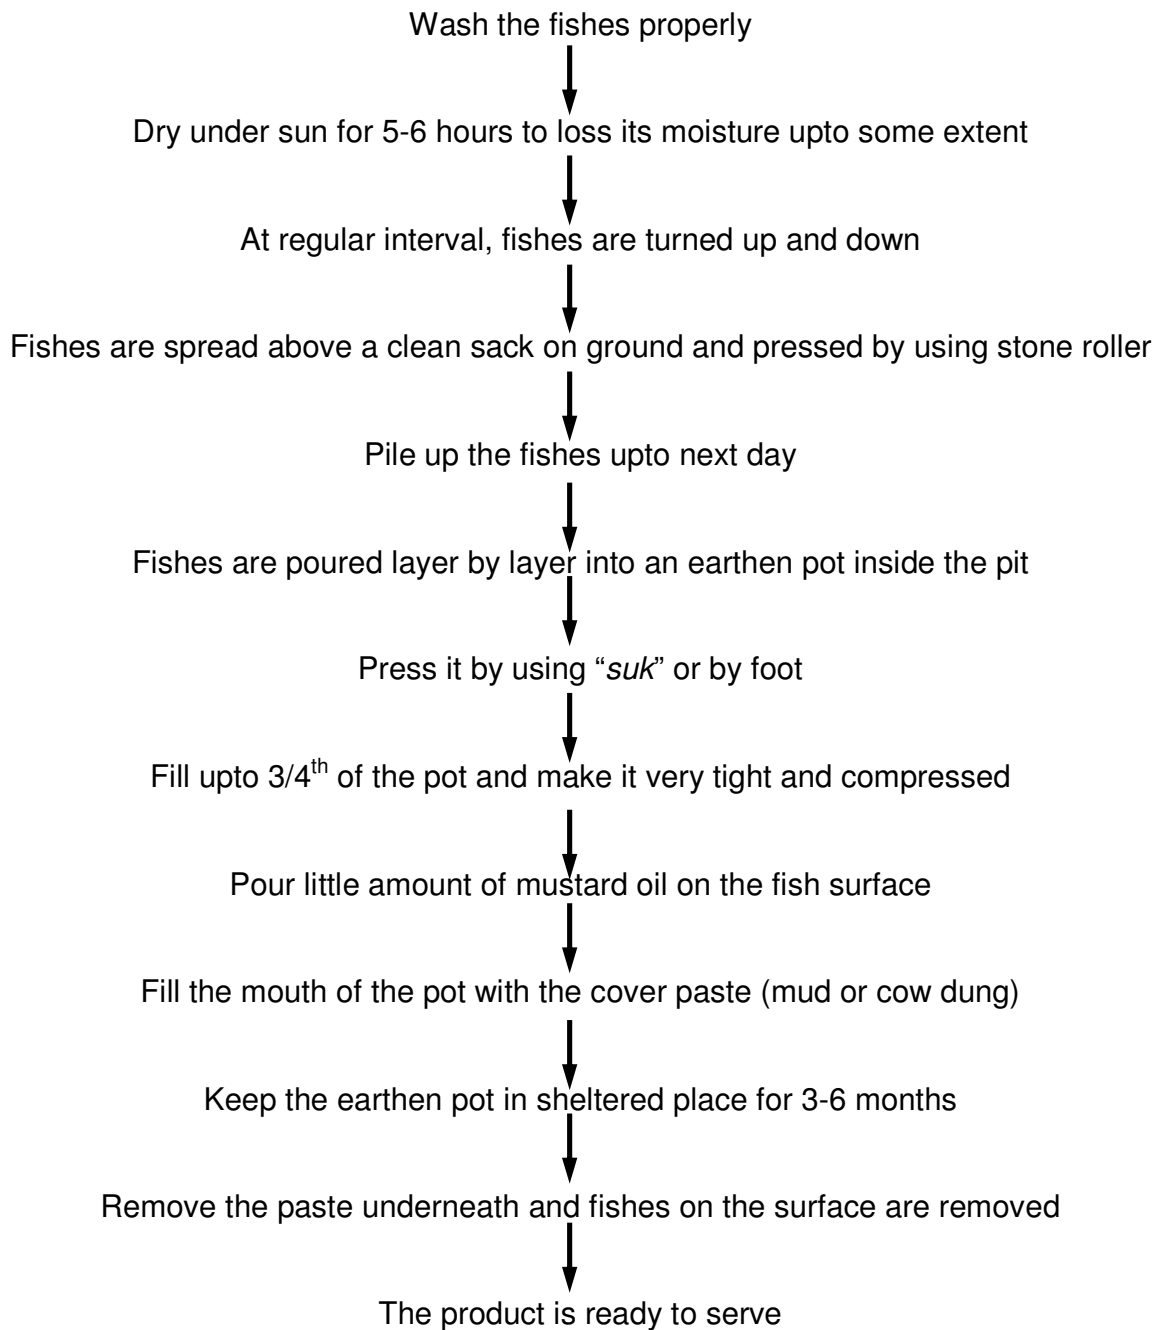 Wash the fishes properly
Dry under sun for 5-6 hours to loss its moisture upto some extent
At regular interval, fishes are turned up and down
Fishes are spread above a clean sack on ground and pressed by using stone roller
Pile up the fishes upto next day
Fishes are poured layer by layer into an earthen pot inside the pit
Press it by using “suk” or by foot
Fill upto 3/4th of the pot and make it very tight and compressed
Pour little amount of mustard oil on the fish surface
Fill the mouth of the pot with the cover paste (mud or cow dung)
Keep the earthen pot in sheltered place for 3-6 months
Remove the paste underneath and fishes on the surface are removed
The product is ready to serve